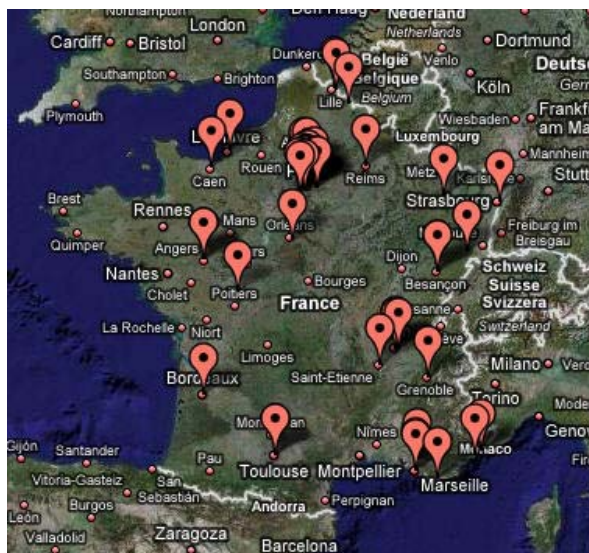 Northampton
London
Den Haag
Nederland
Netherlands
Cardiff
Bristol
Dortmund
Dunkerq
België
Venlo
Deutsc
Southampton
Brighton
Belgique
Köln
Lille
Belgium
Plymouth
Wiesbaden
Frankf
am Ma
Luxembourg
Mannheim
Rouen
Reims
Metz
Karlsr
Stutt
Caen
Strasbourg
Brest
Rennes
Mans
Orléans
Quimper
Angers
Freiburg im
Breisgau
Dijon
Nantes
Bourges
Besançon
Schweiz
Cholet
Poitiers
Suisse
Svizzera
France
Switzerland
La Rochelle
Niort
Limoges
Milano
Saint-Etienne
Grenoble
Torino
Bordeaux
Genov
Nîmes
Monaco
Gijón
Santander
Pau
Toulouse
Montpellier
Marseille
Vitoria-Gasteiz
San
Sebastián
Andorra
Perpignan
Burgos
León
Valladolid
Zaragoza
Barcelona